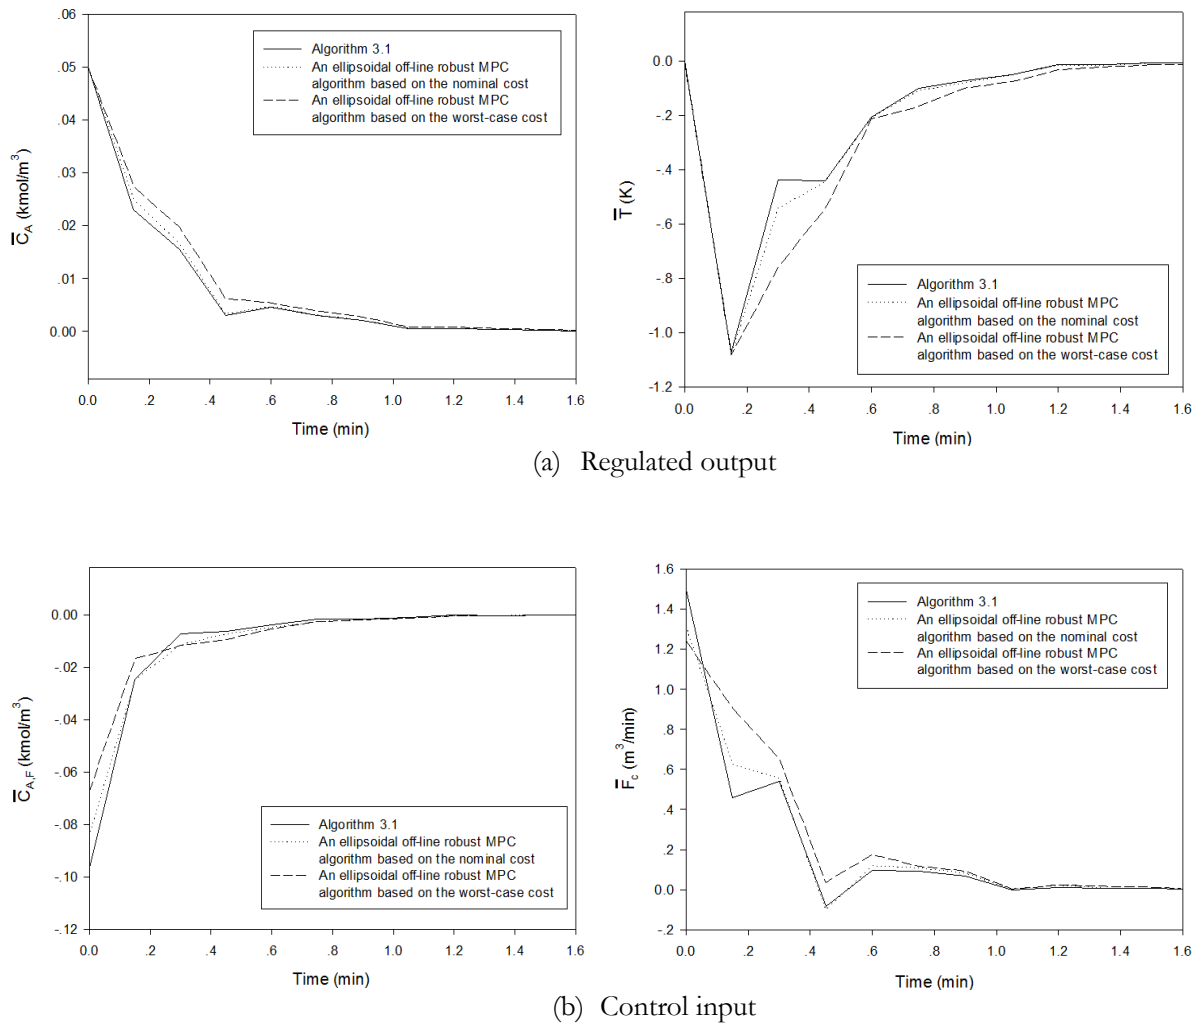 .06
.05
.04
.03
.02
.01
0.00
C̅A (kmol/m³)
Algorithm 3.1
An ellipsoidal off-line robust MPC
algorithm based on the nominal cost
An ellipsoidal off-line robust MPC
algorithm based on the worst-case cost
0.0 .2 .4 .6 .8 1.0 1.2 1.4 1.6
Time (min)
0.0
-.2
-.4
-.6
-.8
-1.0
-1.2
T̅ (K)
Algorithm 3.1
An ellipsoidal off-line robust MPC
algorithm based on the nominal cost
An ellipsoidal off-line robust MPC
algorithm based on the worst-case cost
0.0 .2 .4 .6 .8 1.0 1.2 1.4 1.6
Time (min)
(a) Regulated output
0.00
-.02
-.04
-.06
-.08
-.10
-.12
C̅A,F (kmol/m³)
Algorithm 3.1
An ellipsoidal off-line robust MPC
algorithm based on the nominal cost
An ellipsoidal off-line robust MPC
algorithm based on the worst-case cost
0.0 .2 .4 .6 .8 1.0 1.2 1.4 1.6
Time (min)
1.6
1.4
1.2
1.0
.8
.6
.4
.2
0.0
-.2
F̅c (m³/min)
Algorithm 3.1
An ellipsoidal off-line robust MPC
algorithm based on the nominal cost
An ellipsoidal off-line robust MPC
algorithm based on the worst-case cost
0.0 .2 .4 .6 .8 1.0 1.2 1.4 1.6
Time (min)
(b) Control input